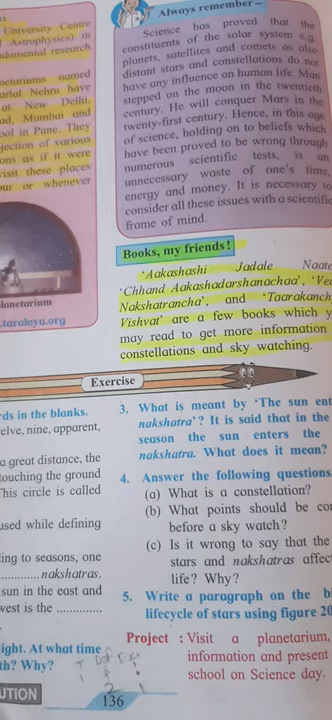 University Centre
Astrophysics) in
fundamental research
netariums named
arlal Nehru have
at New Delhi,
ad, Mumbai and
ool in Pune. They
jection of various
ons as if it were
visit these places
our or whenever
lanetarium
.taralaya.org
Always remember –
Science has proved that the
constituents of the solar system e.g.
planets, satellites and comets as also
distant stars and constellations do not
have any influence on human life. Man
stepped on the moon in the twentieth
century. He will conquer Mars in the
twenty-first century. Hence, in this age
of science, holding on to beliefs which
have been proved to be wrong through
numerous scientific tests, is an
unnecessary waste of one's time,
energy and money. It is necessary to
consider all these issues with a scientific
frame of mind.
Books, my friends !
'Aakashashi Jadale Naate
'Chhand Aakashadarshanachaa', 'Ved
Nakshatrancha', and 'Taarakanch
Vishvat' are a few books which y
may read to get more information
constellations and sky watching.
Exercise
rds in the blanks.
elve, nine, apparent,
a great distance, the
touching the ground
This circle is called
used while defining
ling to seasons, one
............. nakshatras.
sun in the east and
west is the .............
ight. At what time
th? Why?
UTION
3. What is meant by 'The sun ent
nakshatra'? It is said that in the
season the sun enters the
nakshatra. What does it mean?
4. Answer the following questions
(a) What is a constellation?
(b) What points should be con
before a sky watch?
(c) Is it wrong to say that the
stars and nakshatras affec
life? Why?
5. Write a paragraph on the b
lifecycle of stars using figure 20
Project : Visit a planetarium,
information and present
school on Science day.
136